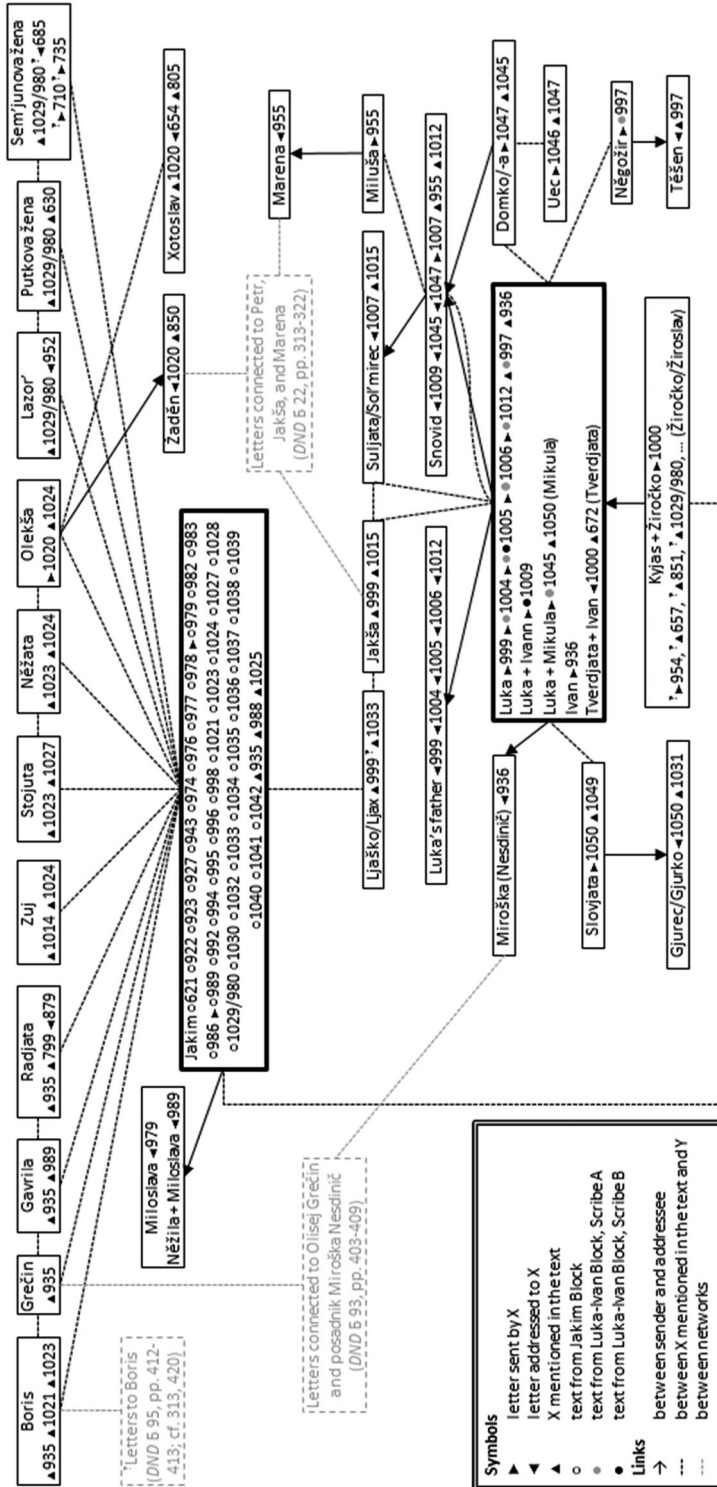 Boris
▲935 ▲1021 ▲1023
Grečin
▲935
Gavrila
▲935 ▲989
Radjata
▲935 ▲799 ◄879
Zuj
▲1014 ▲1024
Stojuta
▲1023 ▲1027
Něžata
▲1023 ▲1024
Olekša
►1020 ▲1024
Lazor'
▲1029/980 ◄952
Putkova žena
▲1029/980 ▲630
Sem'junova žena
▲1029/980 ?◄685
?►710 ?►735
?Letters to Boris
(DND Б 95, pp. 412-
413; cf. 313, 420)
Miloslava ◄979
Něžila + Miloslava ◄989
Jakim ○621 ○922 ○923 ○927 ○943 ○974 ○976 ○977 ○978 ►○979 ○982 ○983
○986 ►○989 ○992 ○994 ○995 ○996 ○998 ○1021 ○1023 ○1024 ○1027 ○1028
○1029/980 ○1030 ○1032 ○1033 ○1034 ○1035 ○1036 ○1037 ○1038 ○1039
○1040 ○1041 ○1042 ▲935 ▲988 ▲1025
Žaděn ◄1020 ▲850
Xotoslav ▲1020 ◄654 ▲805
Letters connected to Olisej Grečin
and posadnik Miroška Nesdinič
(DND Б 93, pp. 403-409)
Letters connected to Petr,
Jakša, and Marena
(DND Б 22, pp. 313-322)
Marena ◄955
Ljaško/Ljax ▲999 ?▲1033
Jakša ▲999 ▲1015
Suljata/Sol'mirec ◄1007 ▲1015
Miluša ►955
Luka's father ◄999 ◄1004 ◄1005 ◄1006 ◄1012
Snovid ◄1009 ◄1045 ◄1047 ►1007 ▲955 ▲1012
Miroška (Nesdinič) ◄936
Luka ►999 ►●1004 ►●1005 ►●1006 ►●1012 ▲●997 ▲936
Luka + Ivann ►●1009
Luka + Mikula ►●1045 ▲1050 (Mikula)
Ivan ►936
Tverdjata + Ivan ◄1000 ▲672 (Tverdjata)
Domko/-a ►1047 ▲1045
Slovjata ►1050 ▲1049
Uec ►1046 ▲1047
Gjurec/Gjurko ◄1050 ▲1031
Kyjas + Žiročko ►1000
?►954, ?▲657, ?▲851, ?▲1029/980, … (Žiročko/Žiroslav)
Něgožir ►●997
Těšen ◄▲997
Symbols
► letter sent by X
◄ letter addressed to X
▲ X mentioned in the text
○ text from Jakim Block
● text from Luka-Ivan Block, Scribe A
● text from Luka-Ivan Block, Scribe B
Links
→ between sender and addressee
--- between X mentioned in the text and Y
--- between networks